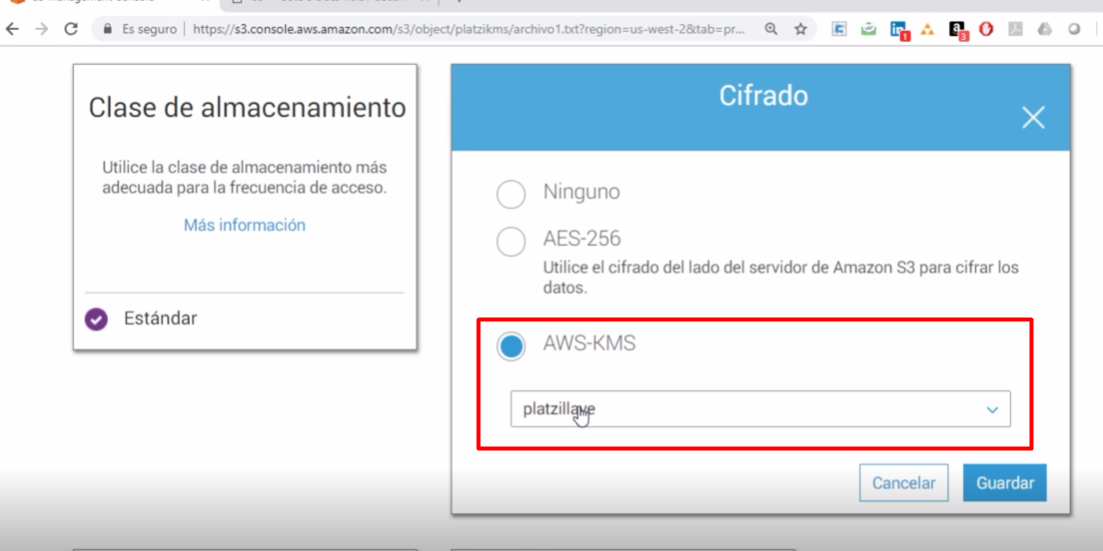 Es seguro
https://s3.console.aws.amazon.com/s3/object/platzikms/archivo1.txt?region=us-west-2&tab=pr...
Clase de almacenamiento
Utilice la clase de almacenamiento más
adecuada para la frecuencia de acceso.
Más información
Estándar
Cifrado
Ninguno
AES-256
Utilice el cifrado del lado del servidor de Amazon S3 para cifrar los
datos.
AWS-KMS
platzillave
Cancelar
Guardar